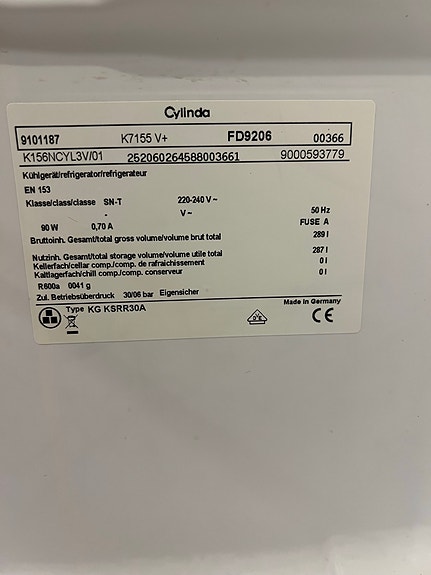 Cylinda
9101187 K7155 V+ FD9206 00366
K156NCYL3V/01 252060264588003661 9000593779
Kühlgerät/refrigerator/refrigerateur
EN 153
Klasse/class/classe SN-T 220-240 V ~
- V ~ 50 Hz
90 W 0,70 A FUSE A
Bruttoinh. Gesamt/total gross volume/volume brut total 289 l
Nutzinh. Gesamt/total storage volume/volume utile total 287 l
Kellerfach/cellar comp./comp. de rafraichissement 0 l
Kaltlagerfach/chill comp./comp. conserveur 0 l
R600a 0041 g
Zul. Betriebsüberdruck 30/06 bar Eigensicher
Type KG KSRR30A Made in Germany
CE